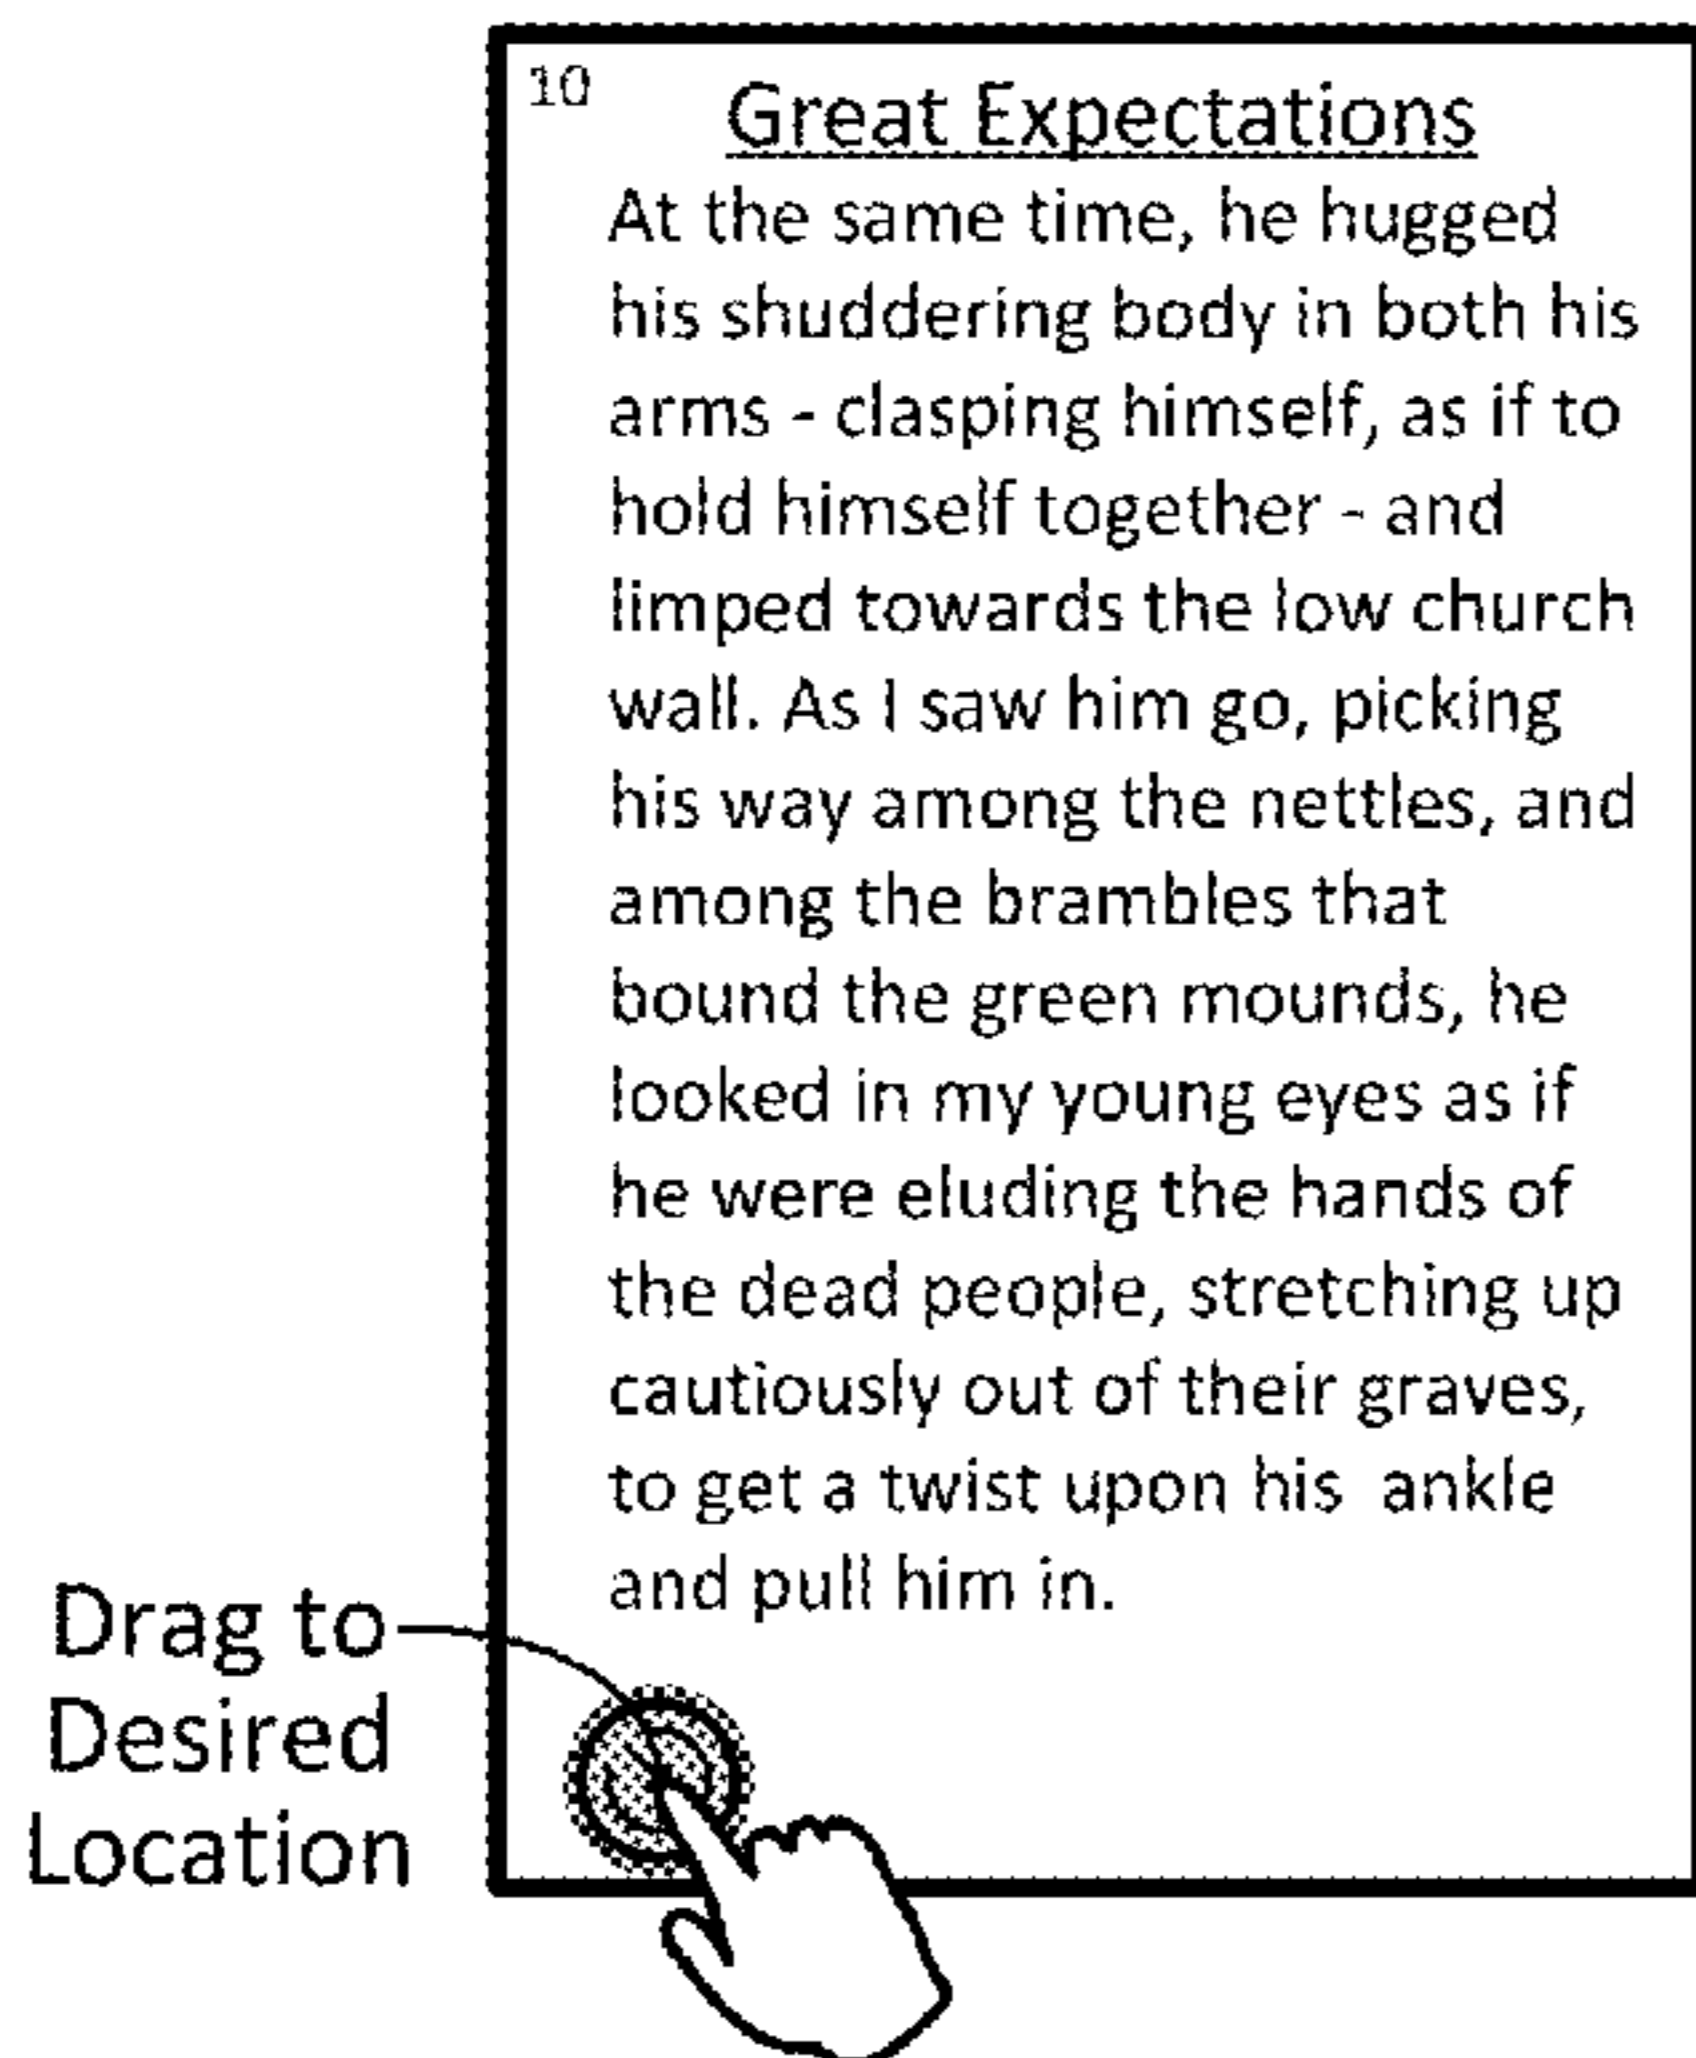 10
Great Expectations
At the same time, he hugged
his shuddering body in both his
arms - clasping himself, as if to
hold himself together - and
limped towards the low church
wall. As I saw him go, picking
his way among the nettles, and
among the brambles that
bound the green mounds, he
looked in my young eyes as if
he were eluding the hands of
the dead people, stretching up
cautiously out of their graves,
to get a twist upon his  ankle
and pull him in.
Drag to
Desired
Location